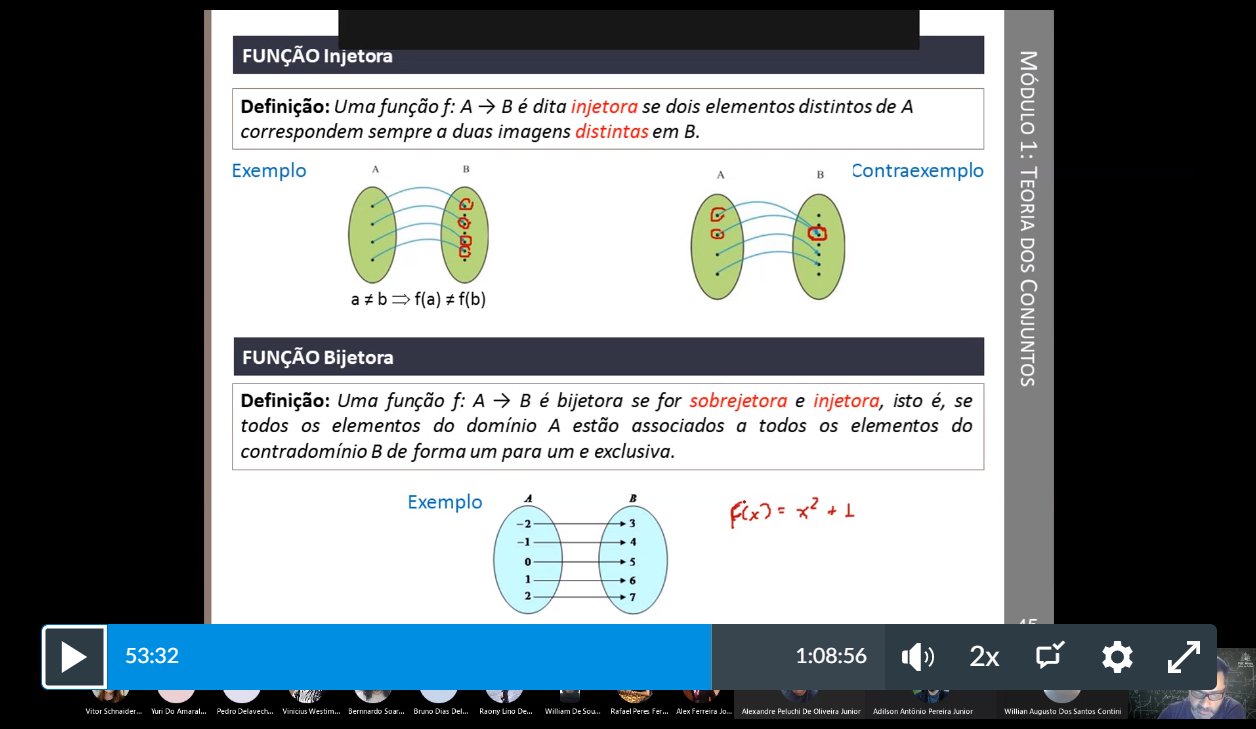 FUNÇÃO Injetora
Definição: Uma função f: A → B é dita injetora se dois elementos distintos de A
correspondem sempre a duas imagens distintas em B.
Exemplo
A B
a ≠ b ⟹ f(a) ≠ f(b)
A B
Contraexemplo
MÓDULO 1: TEORIA DOS CONJUNTOS
FUNÇÃO Bijetora
Definição: Uma função f: A → B é bijetora se for sobrejetora e injetora, isto é, se
todos os elementos do domínio A estão associados a todos os elementos do
contradomínio B de forma um para um e exclusiva.
Exemplo
A B
-2 3
-1 4
0 5
1 6
2 7
f(x) = x² + 1
53:32
1:08:56
2x
Vitor Schnaider...
Yuri Do Amaral...
Pedro Delavech...
Vinicius Westim...
Bernnardo Soar...
Bruno Dias Del...
Raony Lino De...
William De Sou...
Rafael Peres Fer...
Alex Ferreira Jo...
Alexandre Peluchi De Oliveira Junior
Adilson Antônio Pereira Junior
Willian Augusto Dos Santos Contini